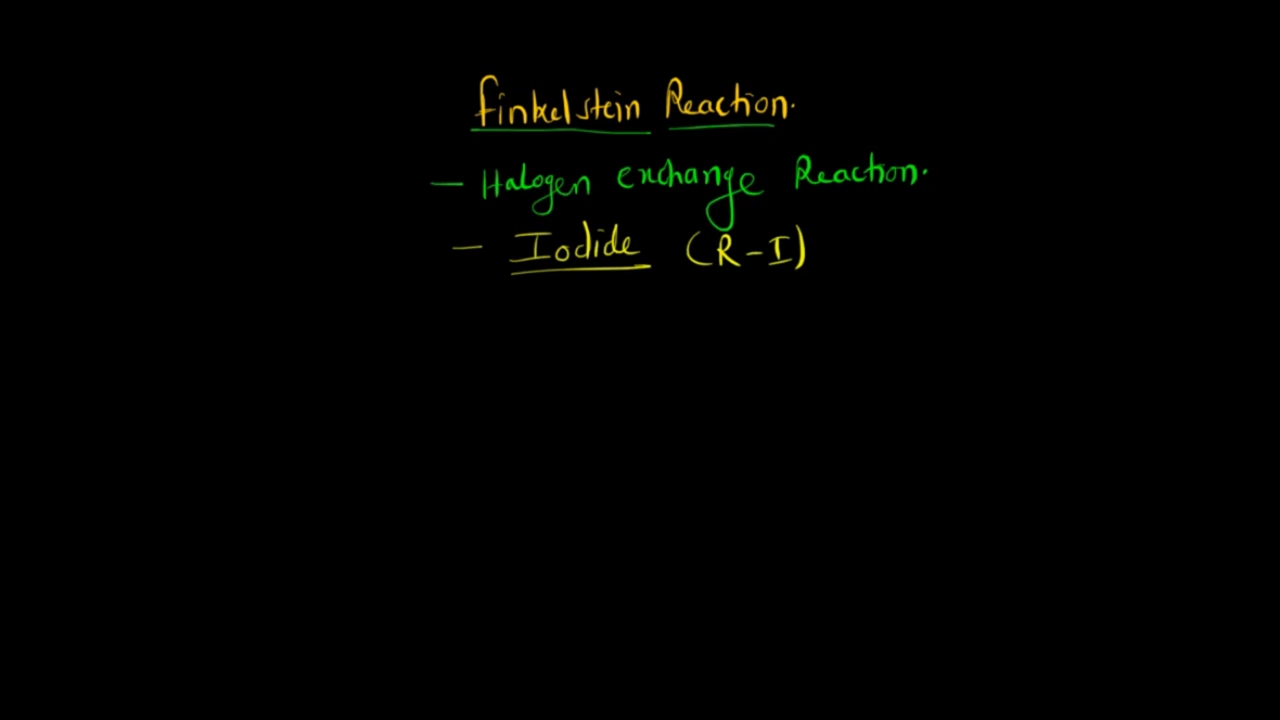 Finkelstein Reaction.
- Halogen exchange Reaction.
- Iodide (R-I)